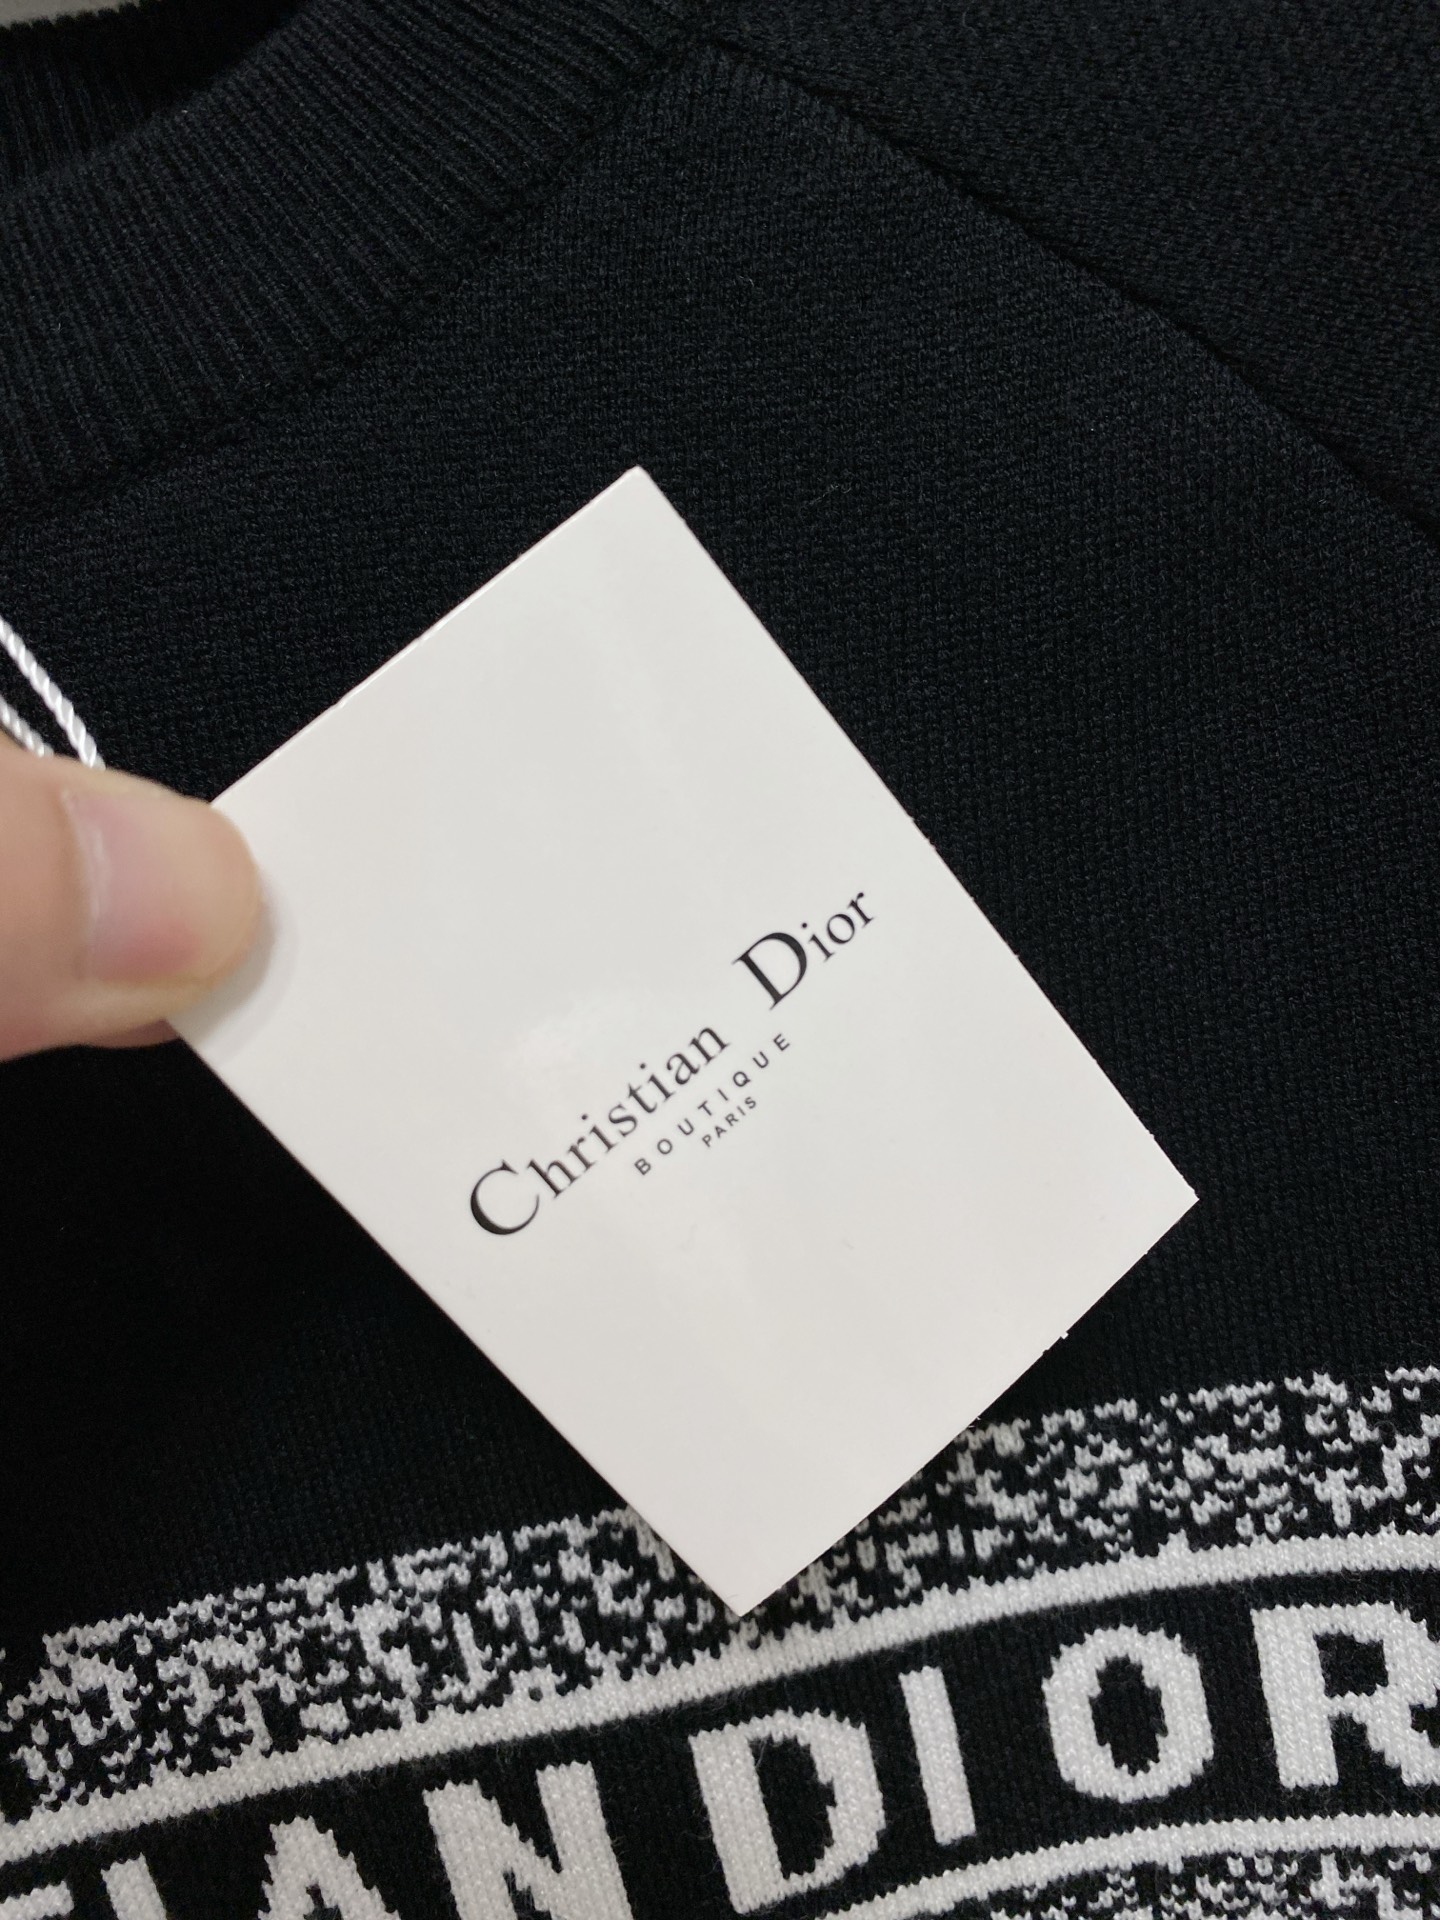 Christian Dior
BOUTIQUE
PARIS
IAN DIOR